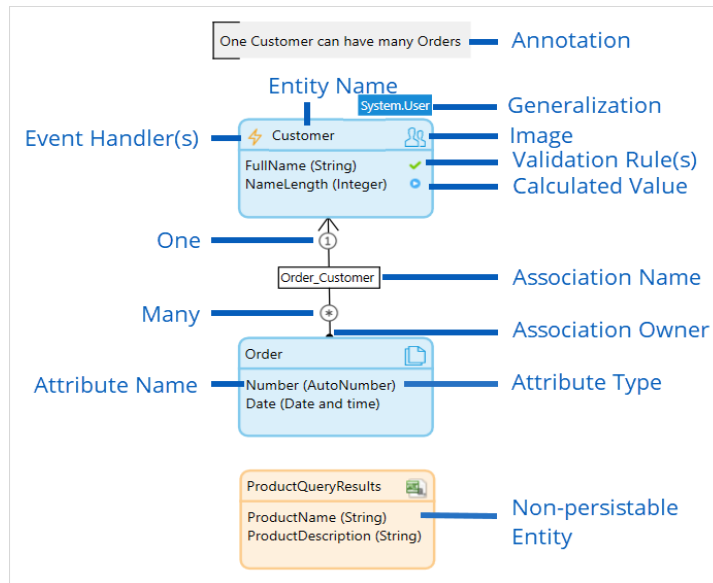 One Customer can have many Orders
Annotation
Entity Name
System.User
Generalization
Event Handler(s)
Customer
Image
FullName (String)
Validation Rule(s)
NameLength (Integer)
Calculated Value
One
1
Order_Customer
Association Name
Many
*
Association Owner
Order
Attribute Name
Number (AutoNumber)
Attribute Type
Date (Date and time)
ProductQueryResults
ProductName (String)
Non-persistable
ProductDescription (String)
Entity